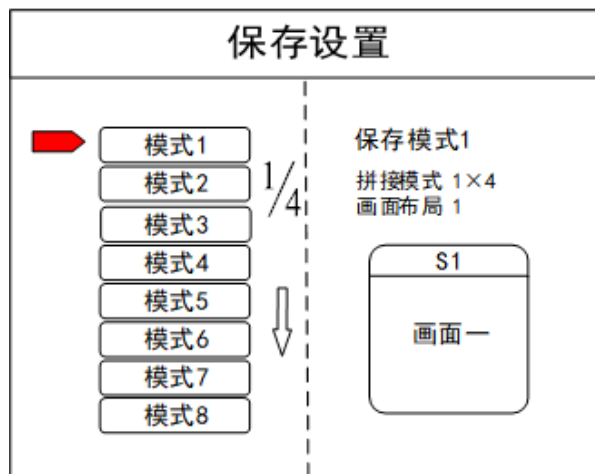 保存设置
模式1
模式2
模式3
模式4
模式5
模式6
模式7
模式8
1/4
保存模式1
拼接模式 1×4
画面布局 1
S1
画面一